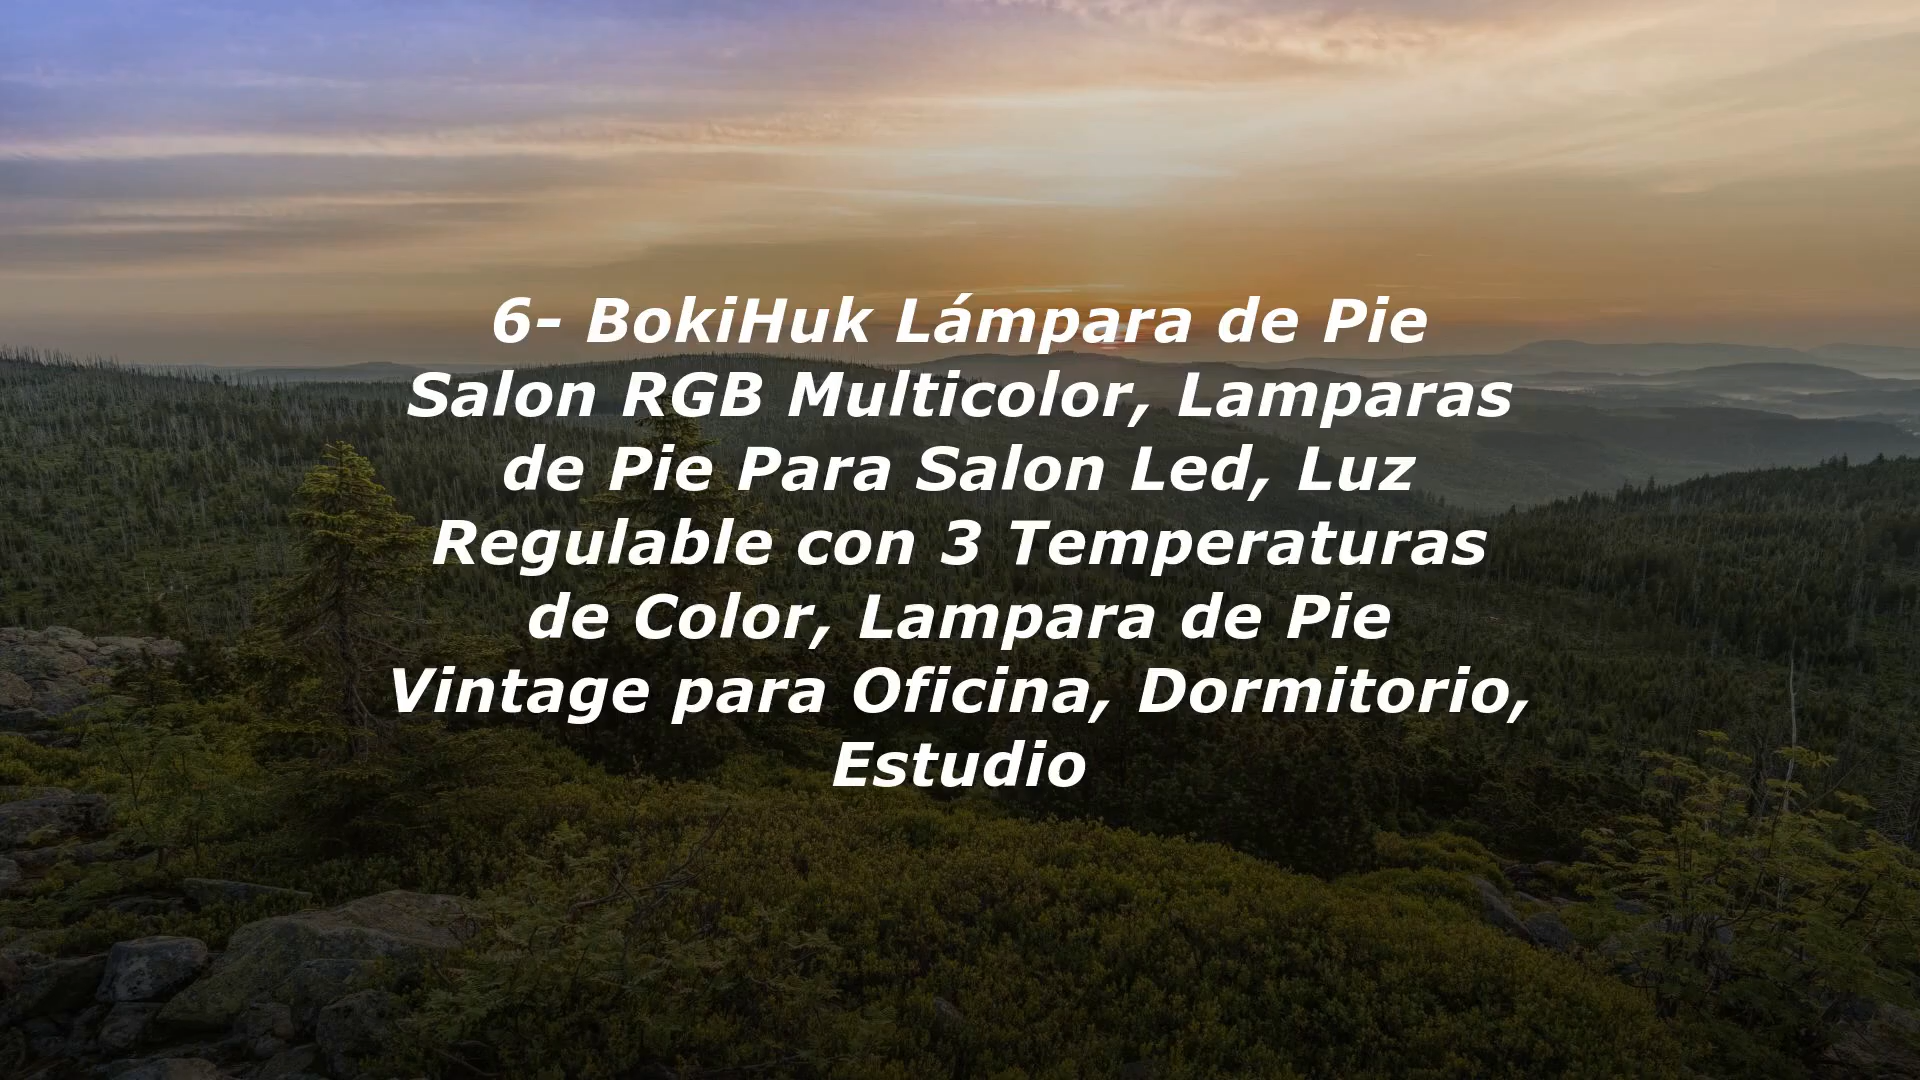 6- BokiHuk Lámpara de Pie
Salon RGB Multicolor, Lamparas
de Pie Para Salon Led, Luz
Regulable con 3 Temperaturas
de Color, Lampara de Pie
Vintage para Oficina, Dormitorio,
Estudio